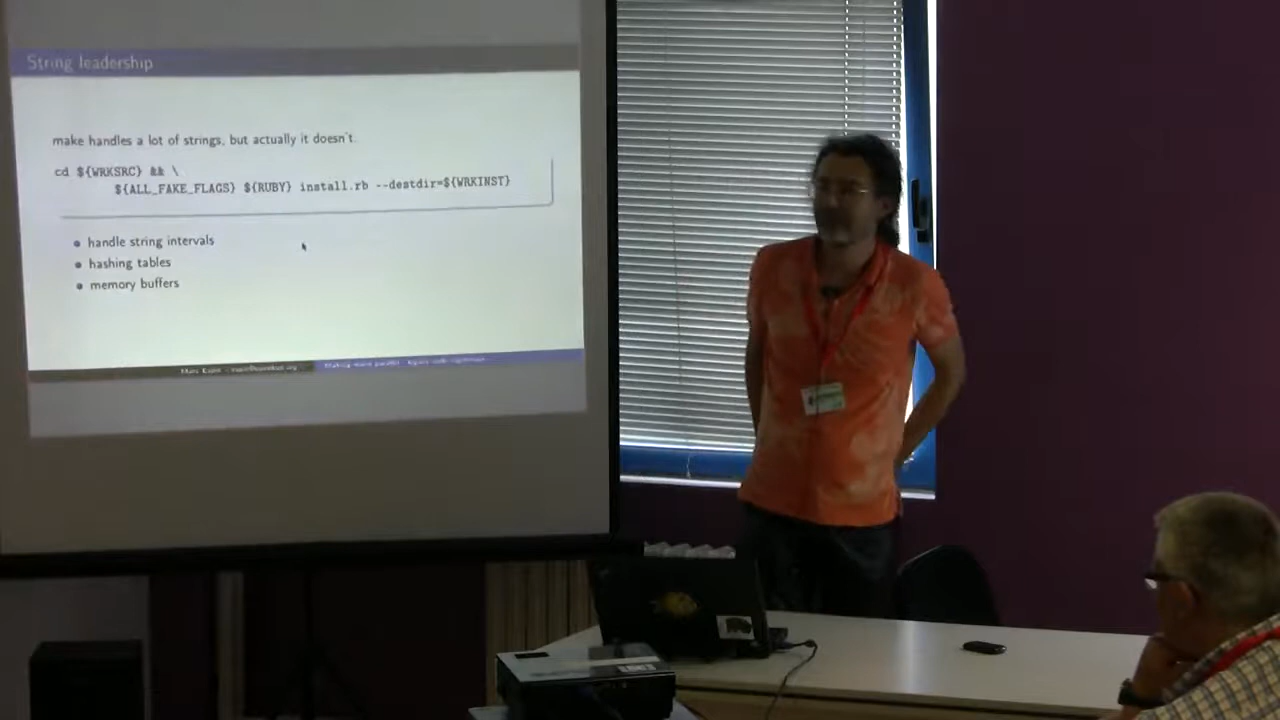 String leadership
make handles a lot of strings, but actually it doesn't.
cd ${WRKSRC} && \
${ALL_FAKE_FLAGS} ${RUBY} install.rb --destdir=${WRKINST}
handle string intervals
hashing tables
memory buffers